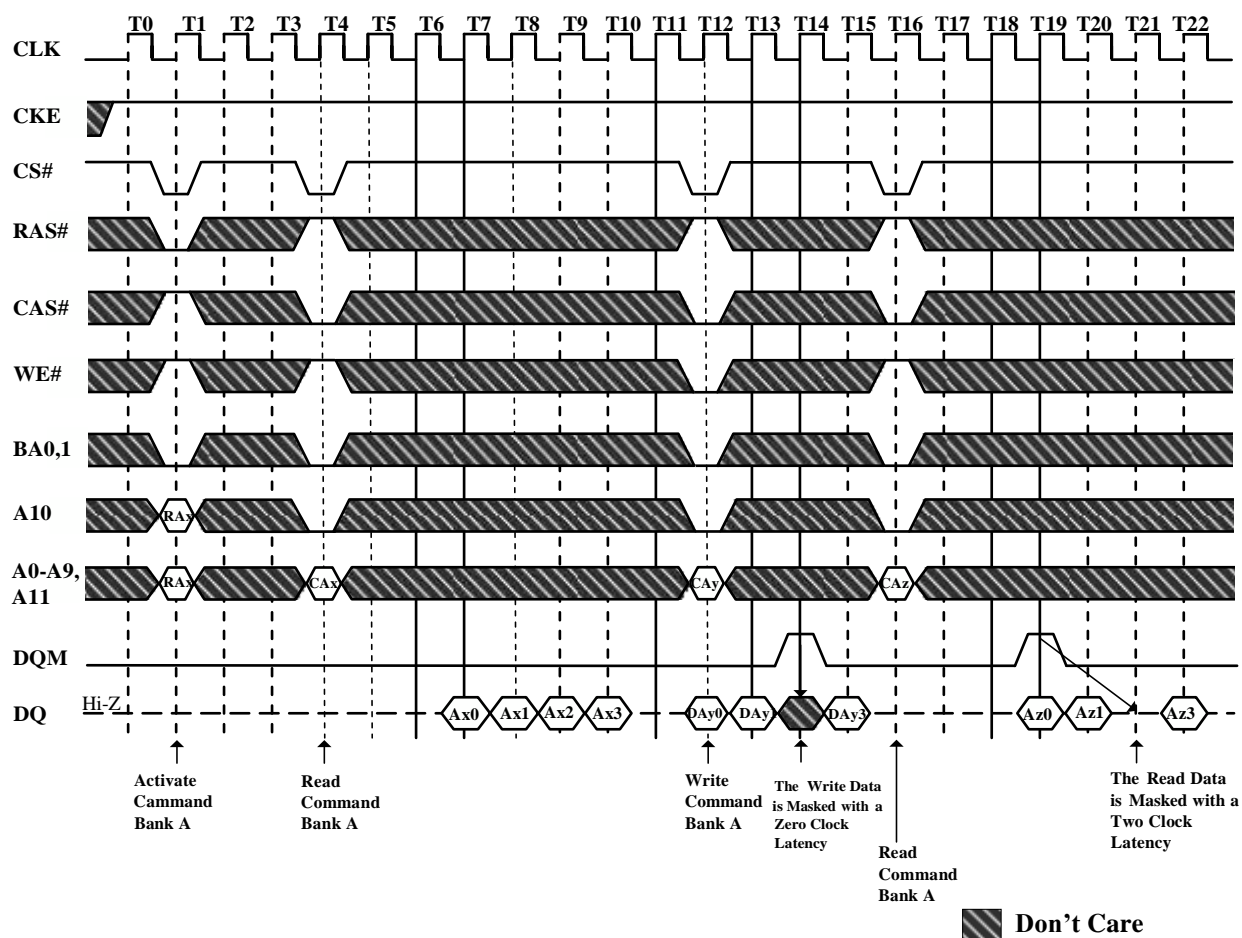 T0 T1 T2 T3 T4 T5 T6 T7 T8 T9 T10 T11 T12 T13 T14 T15 T16 T17 T18 T19 T20 T21 T22
CLK
CKE
CS#
RAS#
CAS#
WE#
BA0,1
A10
RAx
A0-A9,
A11
RAx CAx CAy CAz
DQM
Hi-Z
DQ
Ax0 Ax1 Ax2 Ax3 DAy0 DAy1 DAy3 Az0 Az1 Az3
Activate
Cammand
Bank A
Read
Command
Bank A
Write
Command
Bank A
The Write Data
is Masked with a
Zero Clock
Latency
Read
Command
Bank A
The Read Data
is Masked with a
Two Clock
Latency
Don't Care